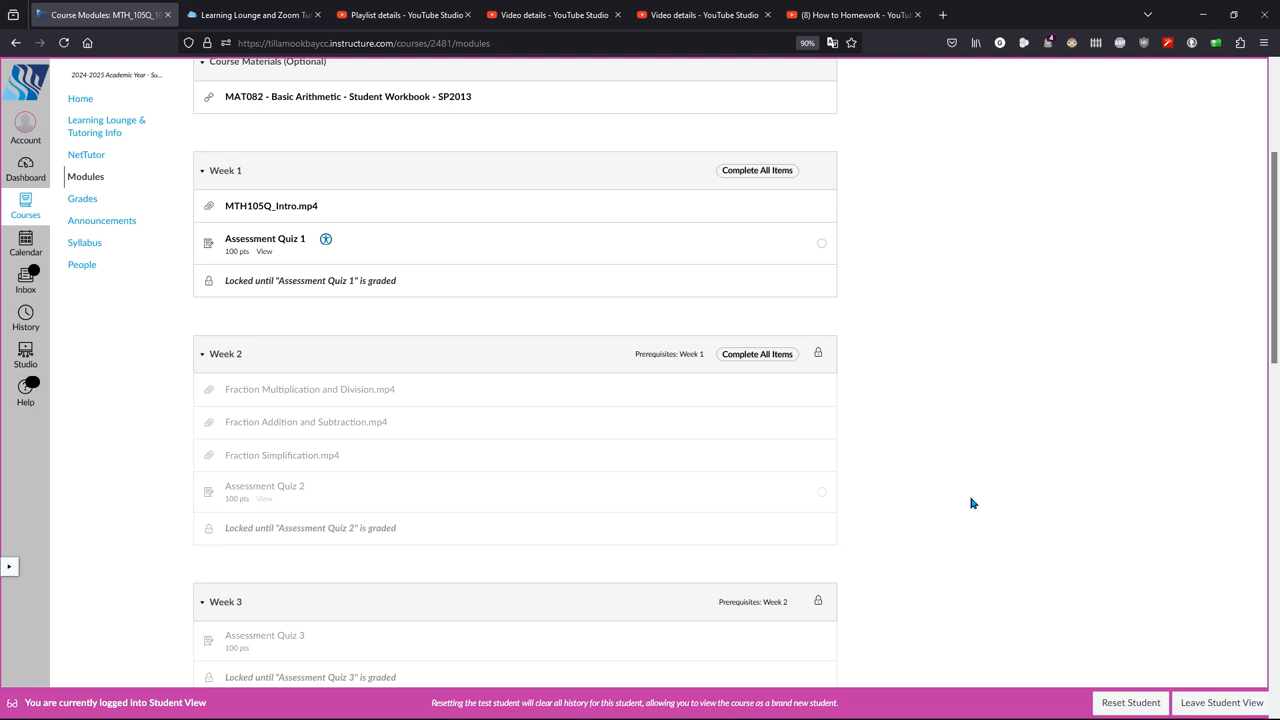 Course Modules: MTH_105Q_10
Learning Lounge Zoom Tut
Playlist details - YouTube Studio
Video details - YouTube Studio
Video details - YouTube Studio
(8) How to Homework - YouTub
https://tillamookbaycc.instructure.com/courses/2481/modules
90%
2024-2025 Academic Year - Su...
Home
Learning Lounge &
Tutoring Info
NetTutor
Modules
Grades
Announcements
Syllabus
People
Account
Dashboard
Courses
Calendar
Inbox
History
Studio
Help
Course Materials (Optional)
MAT082 - Basic Arithmetic - Student Workbook - SP2013
Week 1
Complete All Items
MTH105Q_Intro.mp4
Assessment Quiz 1
100 pts View
Locked until "Assessment Quiz 1" is graded
Week 2
Prerequisites: Week 1
Complete All Items
Fraction Multiplication and Division.mp4
Fraction Addition and Subtraction.mp4
Fraction Simplification.mp4
Assessment Quiz 2
100 pts View
Locked until "Assessment Quiz 2" is graded
Week 3
Prerequisites: Week 2
Assessment Quiz 3
100 pts
Locked until "Assessment Quiz 3" is graded
You are currently logged into Student View
Resetting the test student will clear all history for this student, allowing you to view the course as a brand new student.
Reset Student
Leave Student View